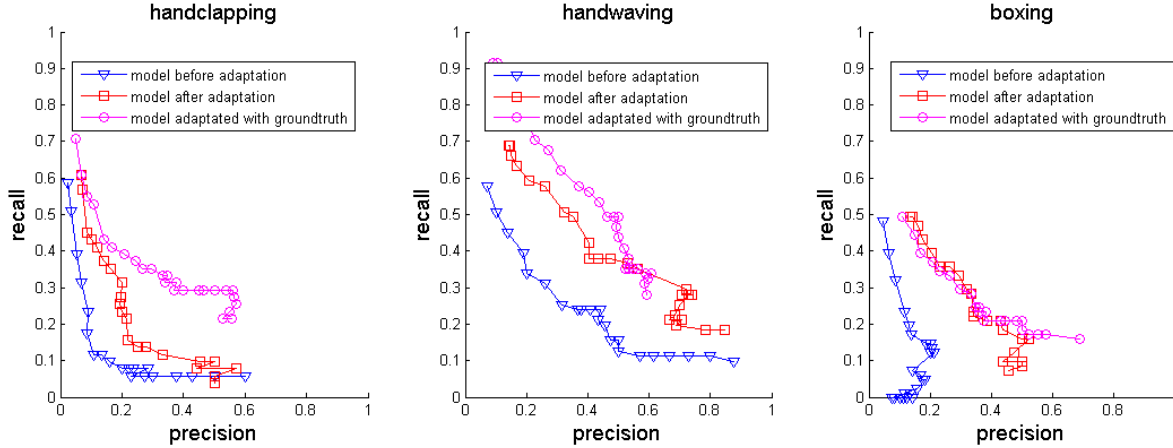 handclapping
1
0.9
0.8
0.7
0.6
0.5
0.4
0.3
0.2
0.1
0
recall
model before adaptation
model after adaptation
model adaptated with groundtruth
0 0.2 0.4 0.6 0.8 1
precision
handwaving
1
0.9
0.8
0.7
0.6
0.5
0.4
0.3
0.2
0.1
0
recall
model before adaptation
model after adaptation
model adaptated with groundtruth
0 0.2 0.4 0.6 0.8 1
precision
boxing
1
0.9
0.8
0.7
0.6
0.5
0.4
0.3
0.2
0.1
0
recall
model before adaptation
model after adaptation
model adaptated with groundtruth
0 0.2 0.4 0.6 0.8 1
precision